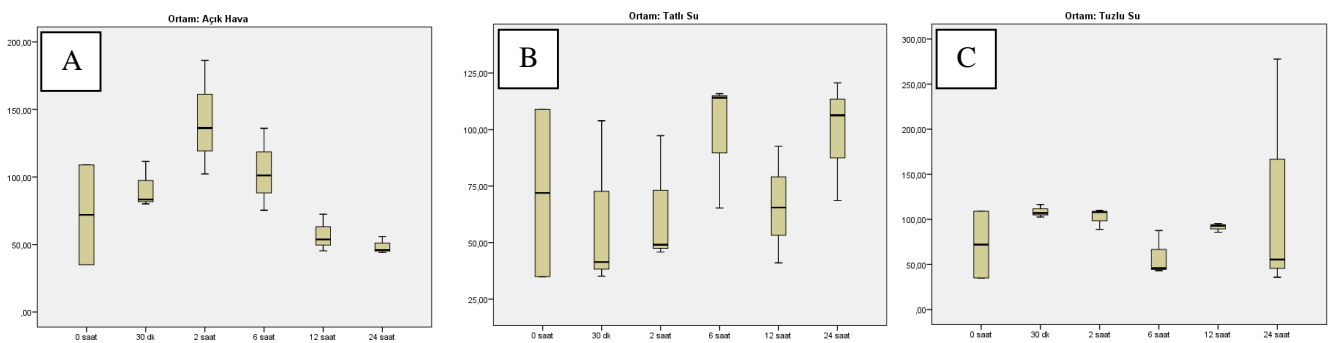 Ortam: Açık Hava
A
200,00
150,00
100,00
50,00
,00
0 saat 30 dk 2 saat 6 saat 12 saat 24 saat
Ortam: Tatlı Su
B
125,00
100,00
75,00
50,00
25,00
0 saat 30 dk 2 saat 6 saat 12 saat 24 saat
Ortam: Tuzlu Su
C
300,00
250,00
200,00
150,00
100,00
50,00
,00
0 saat 30 dk 2 saat 6 saat 12 saat 24 saat